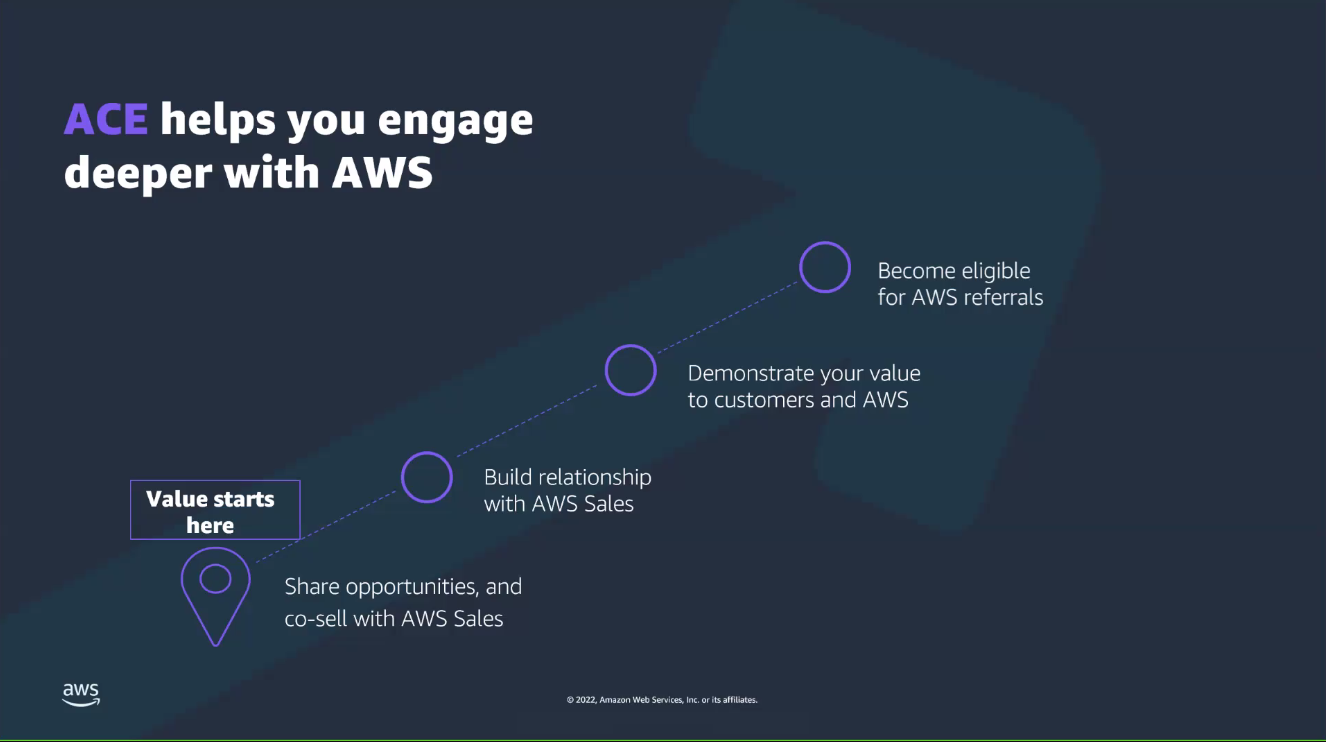 ACE helps you engage
deeper with AWS
Become eligible
for AWS referrals
Demonstrate your value
to customers and AWS
Build relationship
with AWS Sales
Value starts
here
Share opportunities, and
co-sell with AWS Sales
aws
© 2022, Amazon Web Services, Inc. or its affiliates.